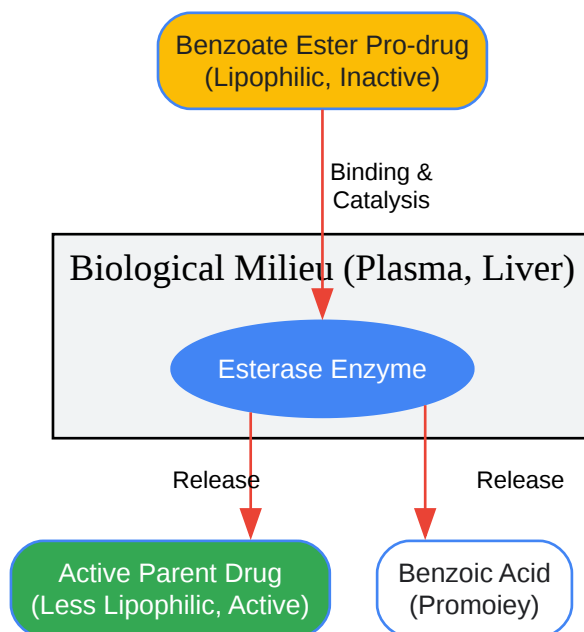 Benzoate Ester Pro-drug
(Lipophilic, Inactive)
Binding &
Catalysis
Biological Milieu (Plasma, Liver)
Esterase Enzyme
Release
Release
Active Parent Drug
(Less Lipophilic, Active)
Benzoic Acid
(Promoiey)